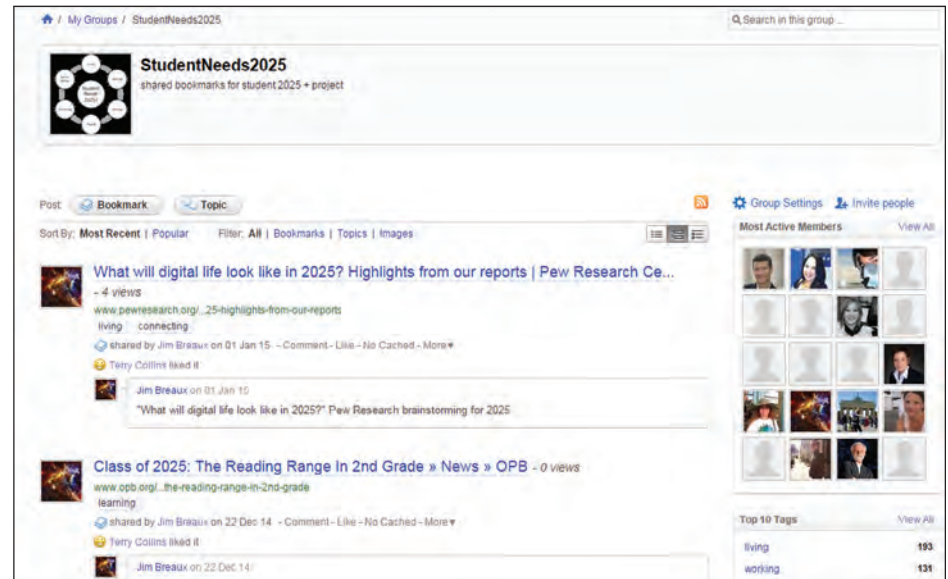 / My Groups / StudentNeeds2025
Search in this group ...
StudentNeeds2025
shared bookmarks for student 2025 + project
Post: Bookmark Topic
Group Settings Invite people
Sort By: Most Recent | Popular Filter: All | Bookmarks | Topics | Images
Most Active Members View All
What will digital life look like in 2025? Highlights from our reports | Pew Research Ce...
- 4 views
www.pewresearch.org/...25-highlights-from-our-reports
living connecting
shared by Jim Breaux on 01 Jan 15 - Comment - Like - No Cached - More▾
Terry Collins liked it
Jim Breaux on 01 Jan 15
"What will digital life look like in 2025?" Pew Research brainstorming for 2025
Class of 2025: The Reading Range In 2nd Grade » News » OPB - 0 views
www.opb.org/...the-reading-range-in-2nd-grade
learning
shared by Jim Breaux on 22 Dec 14 - Comment - Like - No Cached - More▾
Terry Collins liked it
Jim Breaux on 22 Dec 14
Top 10 Tags View All
living 193
working 131